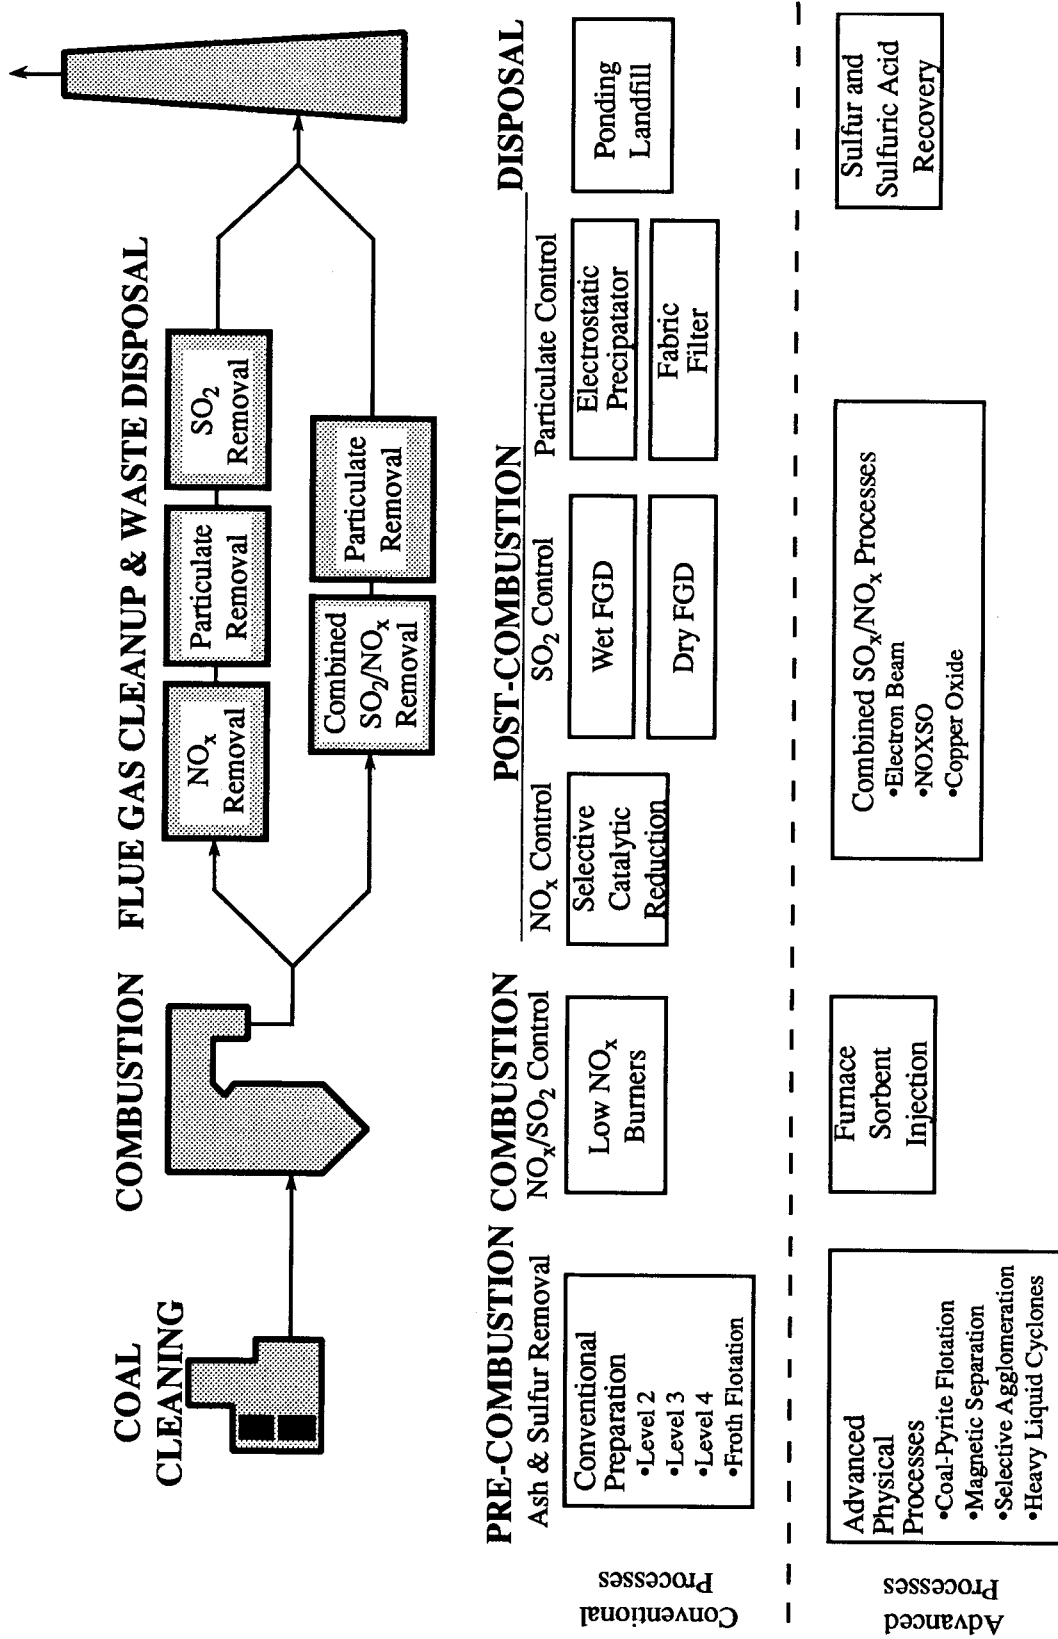 COAL
CLEANING
COMBUSTION
FLUE GAS CLEANUP & WASTE DISPOSAL
NOₓ
Removal
Particulate
Removal
SO₂
Removal
Combined
SO₂/NOₓ
Removal
Particulate
Removal
PRE-COMBUSTION
Ash & Sulfur Removal
COMBUSTION
NOₓ/SO₂ Control
POST-COMBUSTION
NOₓ Control
SO₂ Control
Particulate Control
DISPOSAL
Conventional
Processes
Conventional
Preparation
•Level 2
•Level 3
•Level 4
•Froth Flotation
Low NOₓ
Burners
Selective
Catalytic
Reduction
Wet FGD
Dry FGD
Electrostatic
Precipatator
Fabric
Filter
Ponding
Landfill
Advanced
Processes
Advanced
Physical
Processes
•Coal-Pyrite Flotation
•Magnetic Separation
•Selective Agglomeration
•Heavy Liquid Cyclones
Furnace
Sorbent
Injection
Combined SOₓ/NOₓ Processes
•Electron Beam
•NOXSO
•Copper Oxide
Sulfur and
Sulfuric Acid
Recovery